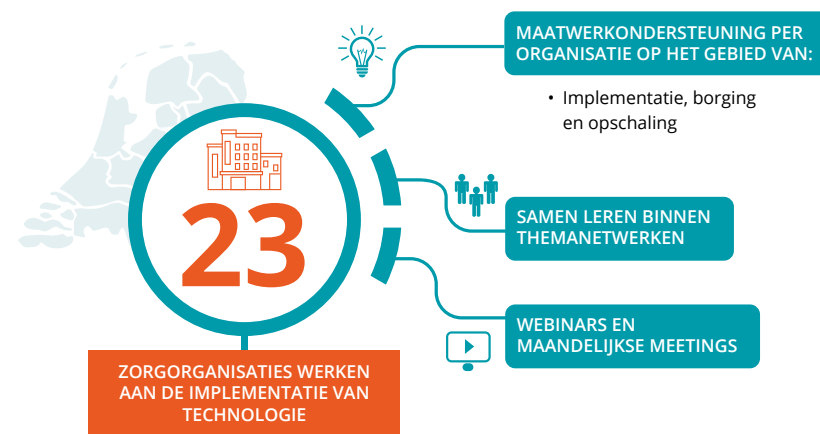 23
ZORGORGANISATIES WERKEN
AAN DE IMPLEMENTATIE VAN
TECHNOLOGIE
MAATWERKONDERSTEUNING PER
ORGANISATIE OP HET GEBIED VAN:
• Implementatie, borging
en opschaling
SAMEN LEREN BINNEN
THEMANETWERKEN
WEBINARS EN
MAANDELIJKSE MEETINGS